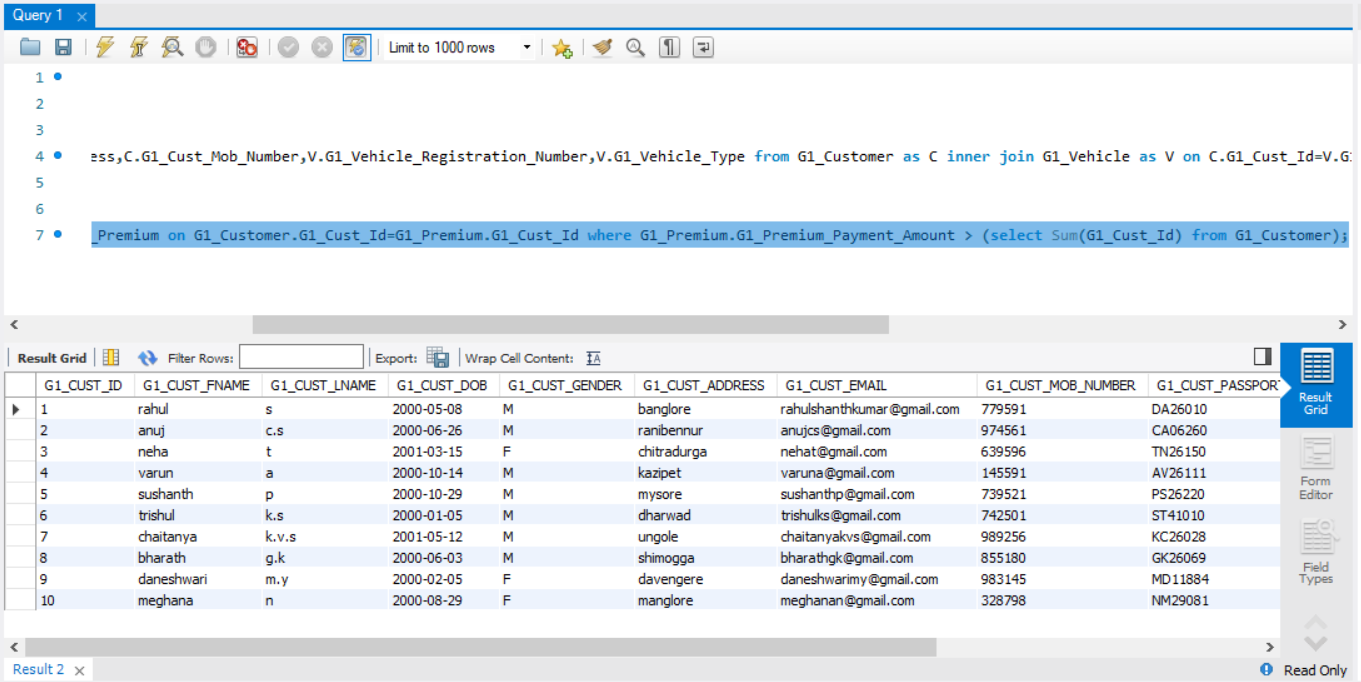 Query 1
Limit to 1000 rows
1
2
3
4 ess,C.G1_Cust_Mob_Number,V.G1_Vehicle_Registration_Number,V.G1_Vehicle_Type from G1_Customer as C inner join G1_Vehicle as V on C.G1_Cust_Id=V.G1
5
6
7 _Premium on G1_Customer.G1_Cust_Id=G1_Premium.G1_Cust_Id where G1_Premium.G1_Premium_Payment_Amount > (select Sum(G1_Cust_Id) from G1_Customer);
Result Grid Filter Rows: Export: Wrap Cell Content: IA
G1_CUST_ID G1_CUST_FNAME G1_CUST_LNAME G1_CUST_DOB G1_CUST_GENDER G1_CUST_ADDRESS G1_CUST_EMAIL G1_CUST_MOB_NUMBER G1_CUST_PASSPORT
1 rahul s 2000-05-08 M banglore rahulshanthkumar@gmail.com 779591 DA26010
2 anuj c.s 2000-06-26 M ranibennur anujcs@gmail.com 974561 CA06260
3 neha t 2001-03-15 F chitradurga nehat@gmail.com 639596 TN26150
4 varun a 2000-10-14 M kazipet varuna@gmail.com 145591 AV26111
5 sushanth p 2000-10-29 M mysore sushanthp@gmail.com 739521 PS26220
6 trishul k.s 2000-01-05 M dharwad trishulks@gmail.com 742501 ST41010
7 chaitanya k.v.s 2001-05-12 M ungole chaitanyakvs@gmail.com 989256 KC26028
8 bharath g.k 2000-06-03 M shimogga bharathgk@gmail.com 855180 GK26069
9 daneshwari m.y 2000-02-05 F davengere daneshwarimy@gmail.com 983145 MD11884
10 meghana n 2000-08-29 F manglore meghanan@gmail.com 328798 NM29081
Result
Grid
Form
Editor
Field
Types
Result 2 Read Only